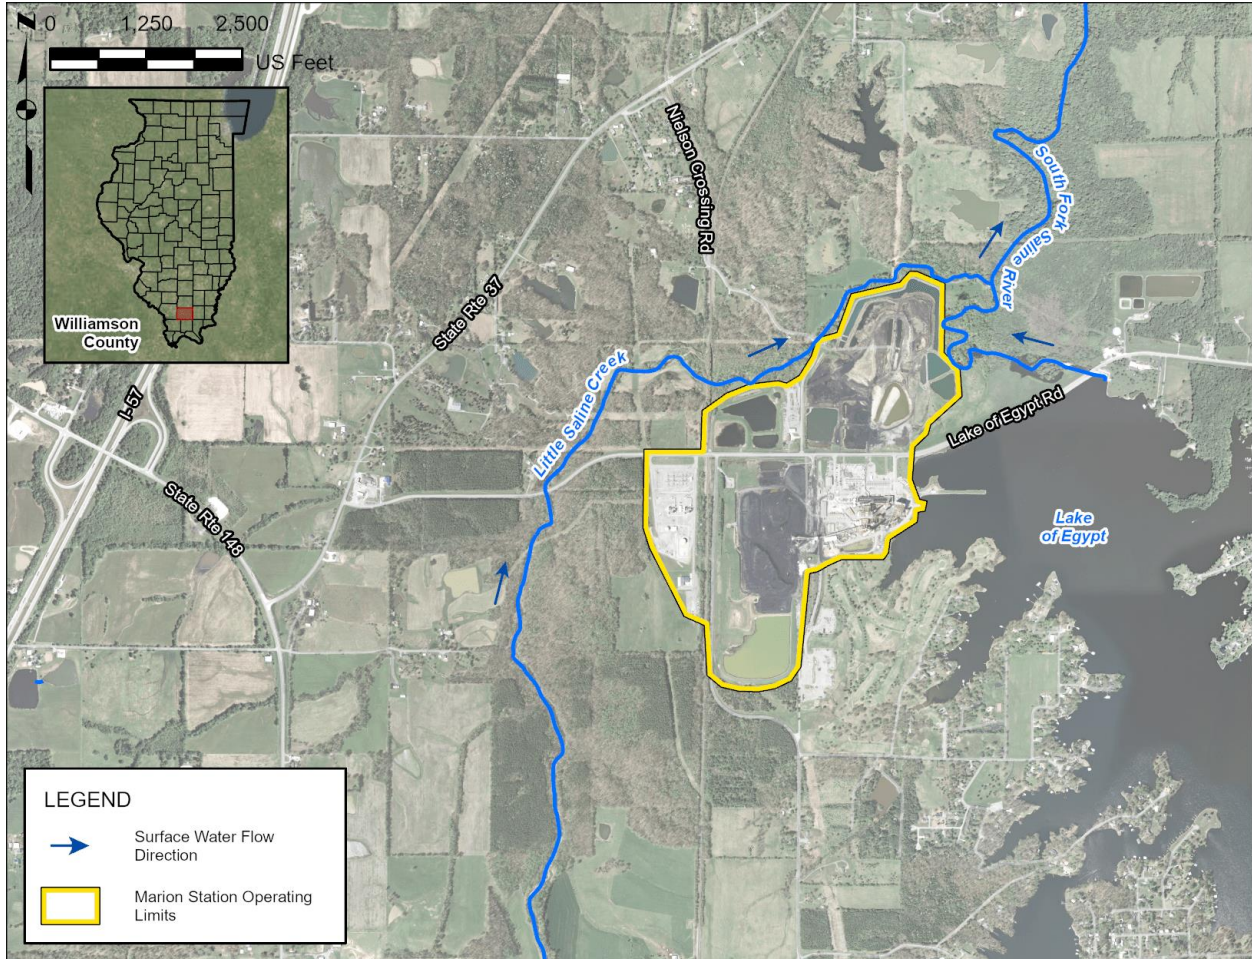 N
0
1,250
2,500
US Feet
Williamson
County
Nielson Crossing Rd
South Fork Saline
River
State Rte 37
I-57
Little Saline Creek
Lake of Egypt Rd
State Rte 148
Lake
of Egypt
LEGEND
Surface Water Flow
Direction
Marion Station Operating
Limits